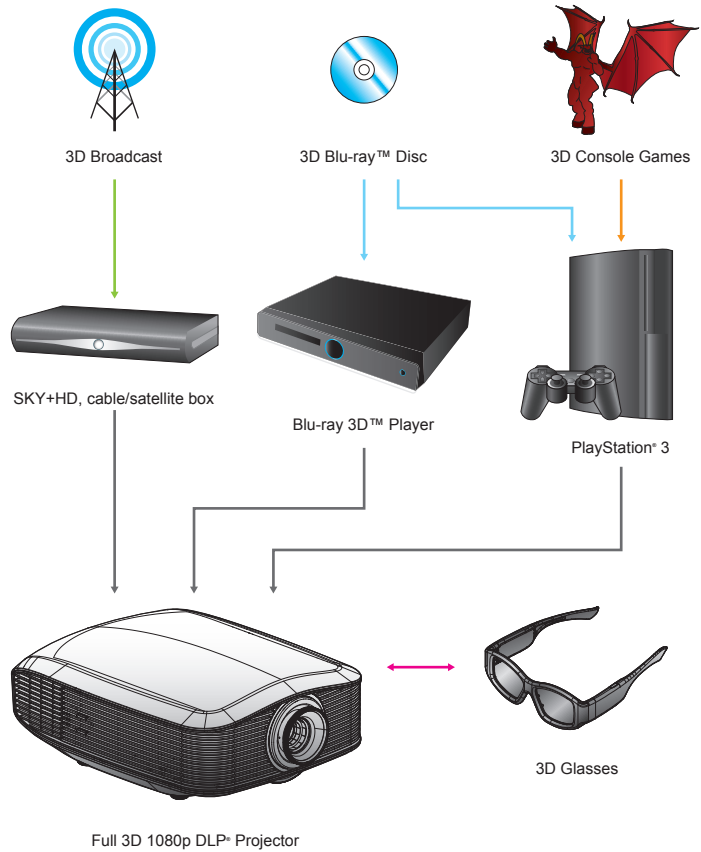 3D Broadcast
3D Blu-ray™ Disc
3D Console Games
SKY+HD, cable/satellite box
Blu-ray 3D™ Player
PlayStation® 3
3D Glasses
Full 3D 1080p DLP® Projector